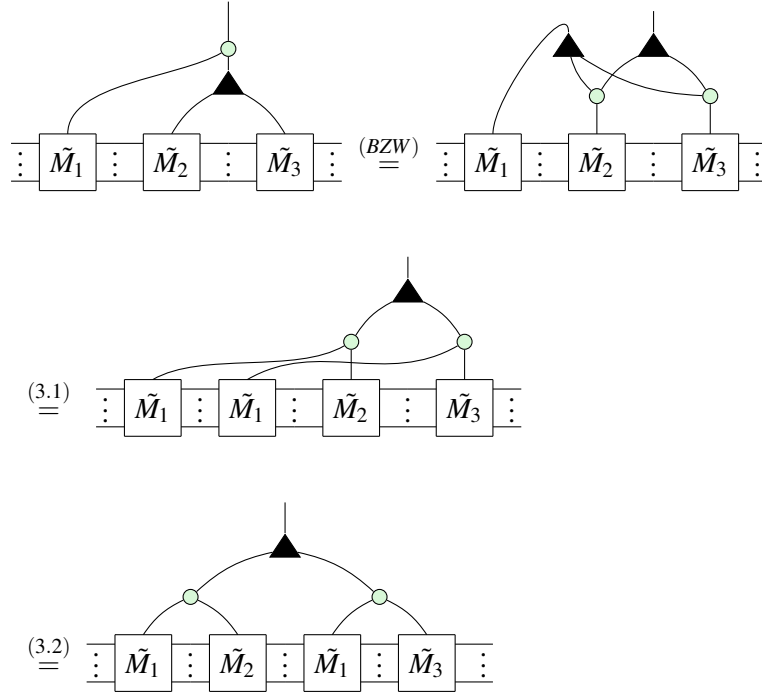 ⋮ M̃₁ ⋮ M̃₂ ⋮ M̃₃ ⋮ (BZW) = ⋮ M̃₁ ⋮ M̃₂ ⋮ M̃₃ ⋮
(3.1) = ⋮ M̃₁ ⋮ M̃₁ ⋮ M̃₂ ⋮ M̃₃ ⋮
(3.2) = ⋮ M̃₁ ⋮ M̃₂ ⋮ M̃₁ ⋮ M̃₃ ⋮